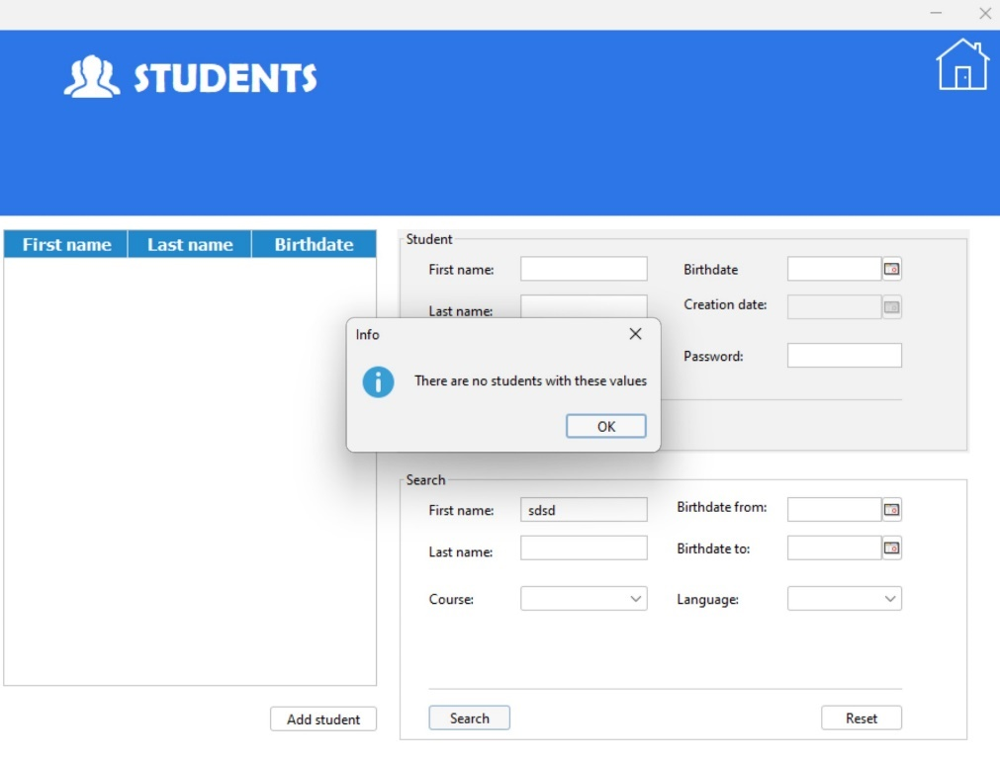 STUDENTS
First name Last name Birthdate
Student
First name:
Birthdate
Last name:
Creation date:
Password:
Info
There are no students with these values
OK
Search
First name: sdsd
Birthdate from:
Last name:
Birthdate to:
Course:
Language:
Add student
Search
Reset